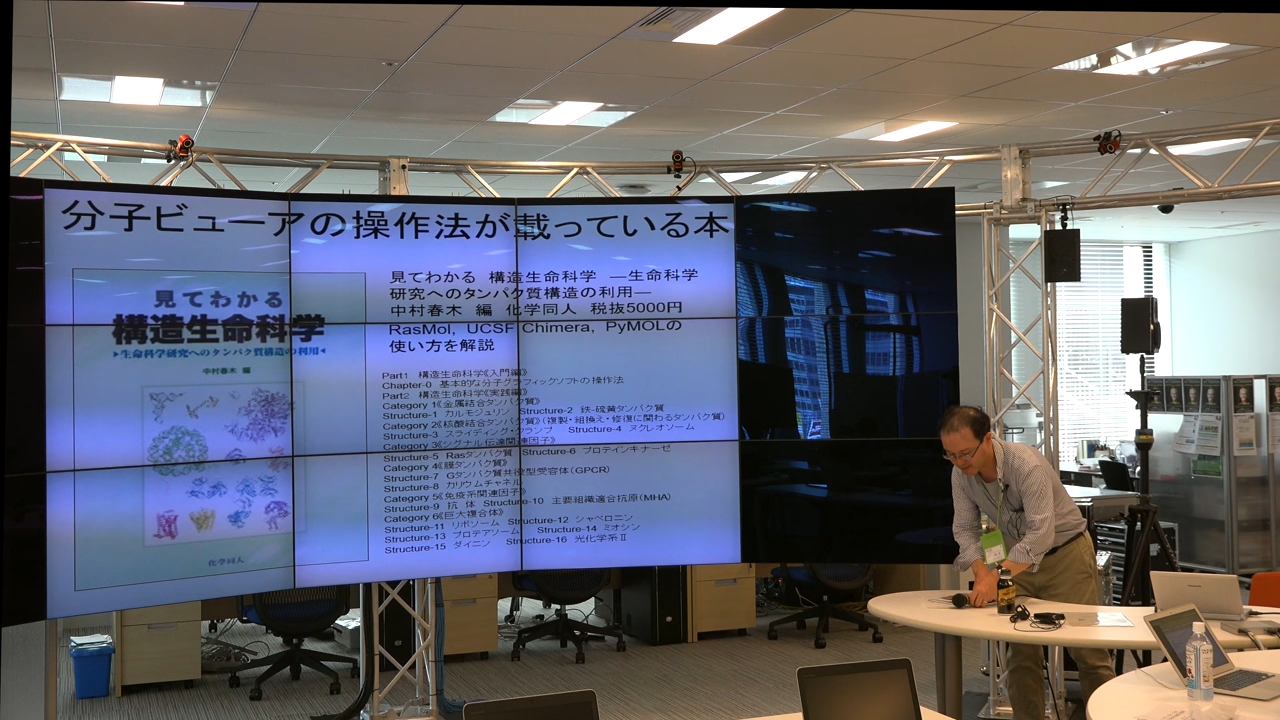 分子ビューアの操作法が載っている本
見てわかる
構造生命科学
生命科学研究へのタンパク質構造の利用
中村春木 編
化学同人
見てわかる 構造生命科学 ―生命科学
研究へのタンパク質構造の利用―
中村春木 編 化学同人 税抜5000円
RasMol, UCSF Chimera, PyMOLの
使い方を解説
Chapter-0 基本的な分子グラフィックソフトの操作法
Part2 構造生命科学《実践編》
Category 1《金属結合タンパク質》
Structure-1 カルモジュリン Structure-2 鉄-硫黄タンパク質
Category 2《核酸結合タンパク質》(複製・組換え・修復に関わるタンパク質)
Structure-3 スライディングクランプ Structure-4 ヌクレオソーム
Category 3《シグナル伝達関連因子》
Structure-5 Rasタンパク質 Structure-6 プロテインキナーゼ
Category 4《膜タンパク質》
Structure-7 Gタンパク質共役型受容体(GPCR)
Structure-8 カリウムチャネル
Category 5《免疫系関連因子》
Structure-9 抗 体 Structure-10 主要組織適合抗原(MHA)
Category 6《巨大複合体》
Structure-11 リボソーム Structure-12 シャペロニン
Structure-13 プロテアソーム Structure-14 ミオシン
Structure-15 ダイニン Structure-16 光化学系Ⅱ